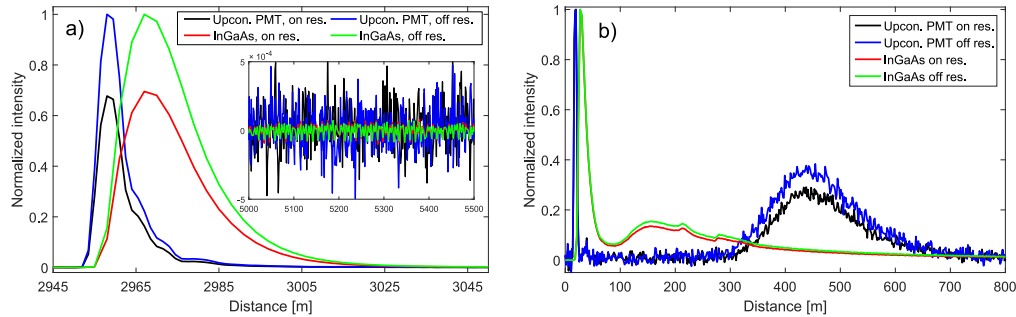 a)
Upcon. PMT, on res.
Upcon. PMT, off res.
InGaAs, on res.
InGaAs, off res.
Normalized intensity
1
0.8
0.6
0.4
0.2
0
5 × 10⁻⁴
0
-5
5000 5100 5200 5300 5400 5500
2945 2965 2985 3005 3025 3045
Distance [m]
b)
Upcon. PMT on res.
Upcon. PMT off res.
InGaAs on res.
InGaAs off res.
Normalized intensity
1
0.8
0.6
0.4
0.2
0
0 100 200 300 400 500 600 700 800
Distance [m]